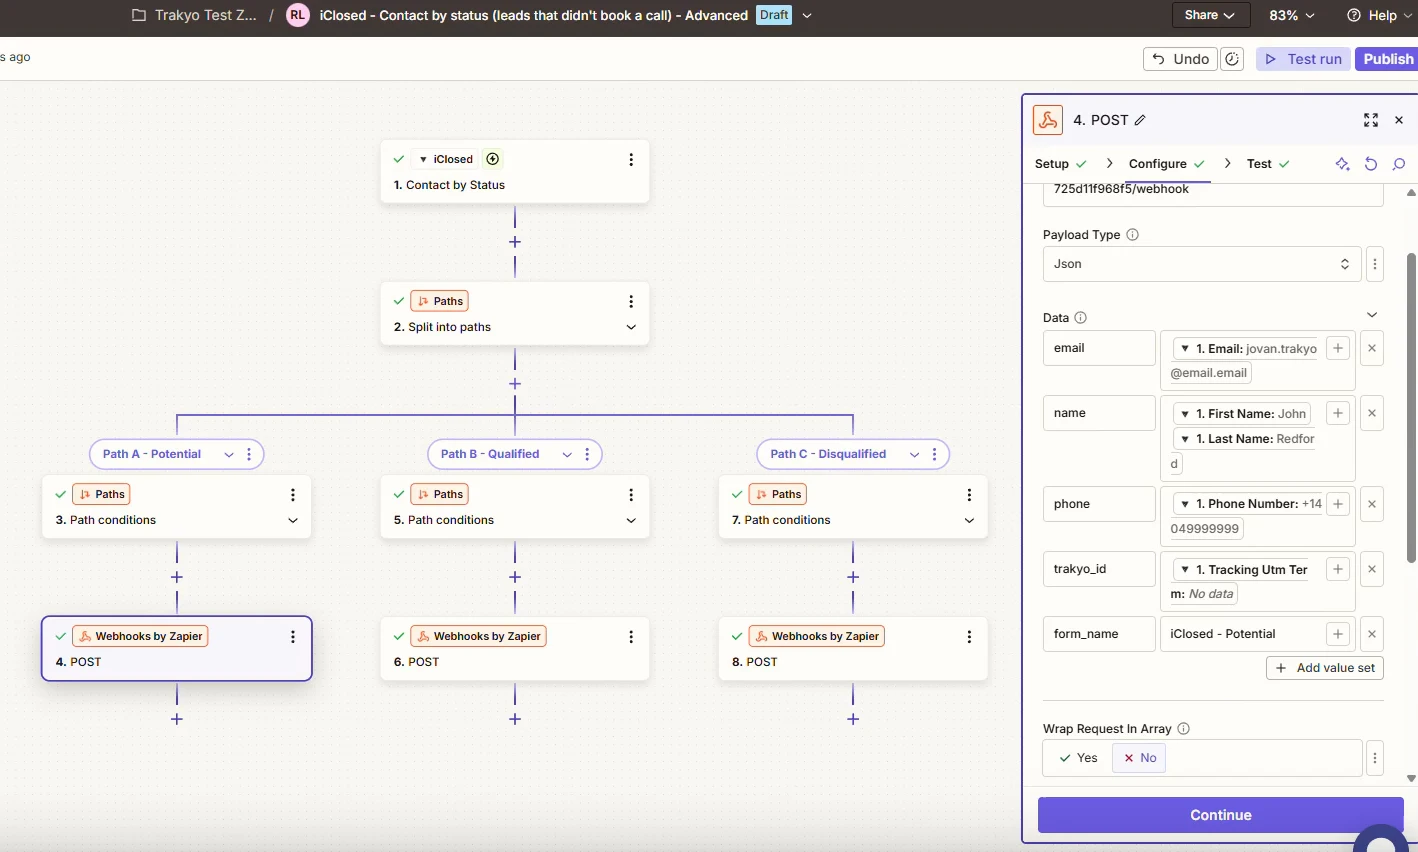 Trakyo Test Z... / RL iClosed - Contact by status (leads that didn't book a call) - Advanced Draft
Share 83% Help
s ago
Undo Test run Publish
iClosed
1. Contact by Status
Paths
2. Split into paths
Path A - Potential
Paths
3. Path conditions
Webhooks by Zapier
4. POST
Path B - Qualified
Paths
5. Path conditions
Webhooks by Zapier
6. POST
Path C - Disqualified
Paths
7. Path conditions
Webhooks by Zapier
8. POST
4. POST
Setup Configure Test
725d11f968f5/webhook
Payload Type
Json
Data
email
1. Email: jovan.trakyo
@email.email
name
1. First Name: John
1. Last Name: Redfor
d
phone
1. Phone Number: +14
049999999
trakyo_id
1. Tracking Utm Ter
m: No data
form_name
iClosed - Potential
Add value set
Wrap Request In Array
Yes No
Continue